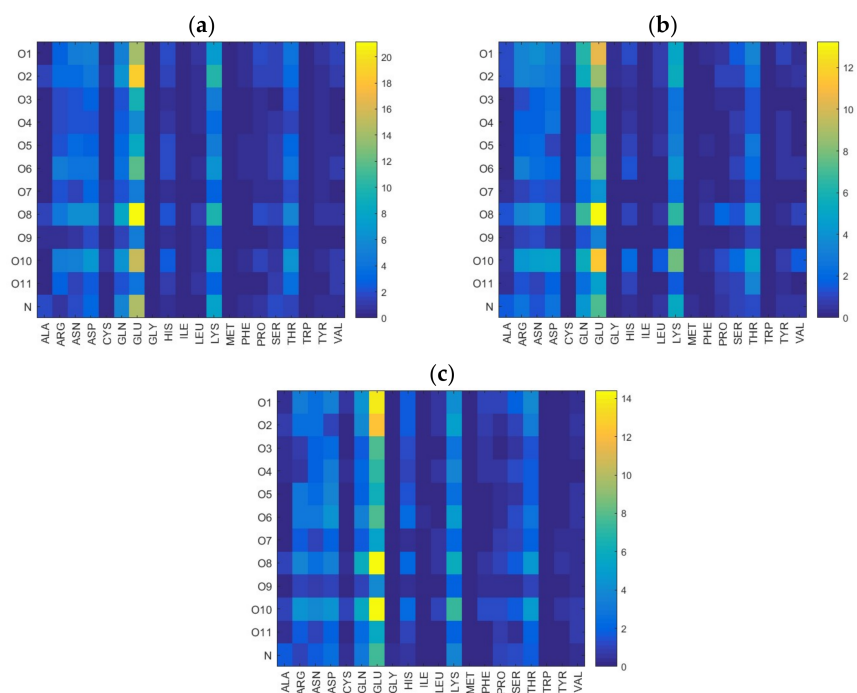 (a)
O1
O2
O3
O4
O5
O6
O7
O8
O9
O10
O11
N
ALA
ARG
ASN
ASP
CYS
GLN
GLU
GLY
HIS
ILE
LEU
LYS
MET
PHE
PRO
SER
THR
TRP
TYR
VAL
20
18
16
14
12
10
8
6
4
2
0
(b)
O1
O2
O3
O4
O5
O6
O7
O8
O9
O10
O11
N
ALA
ARG
ASN
ASP
CYS
GLN
GLU
GLY
HIS
ILE
LEU
LYS
MET
PHE
PRO
SER
THR
TRP
TYR
VAL
12
10
8
6
4
2
0
(c)
O1
O2
O3
O4
O5
O6
O7
O8
O9
O10
O11
N
ALA
ARG
ASN
ASP
CYS
GLN
GLU
GLY
HIS
ILE
LEU
LYS
MET
PHE
PRO
SER
THR
TRP
TYR
VAL
14
12
10
8
6
4
2
0